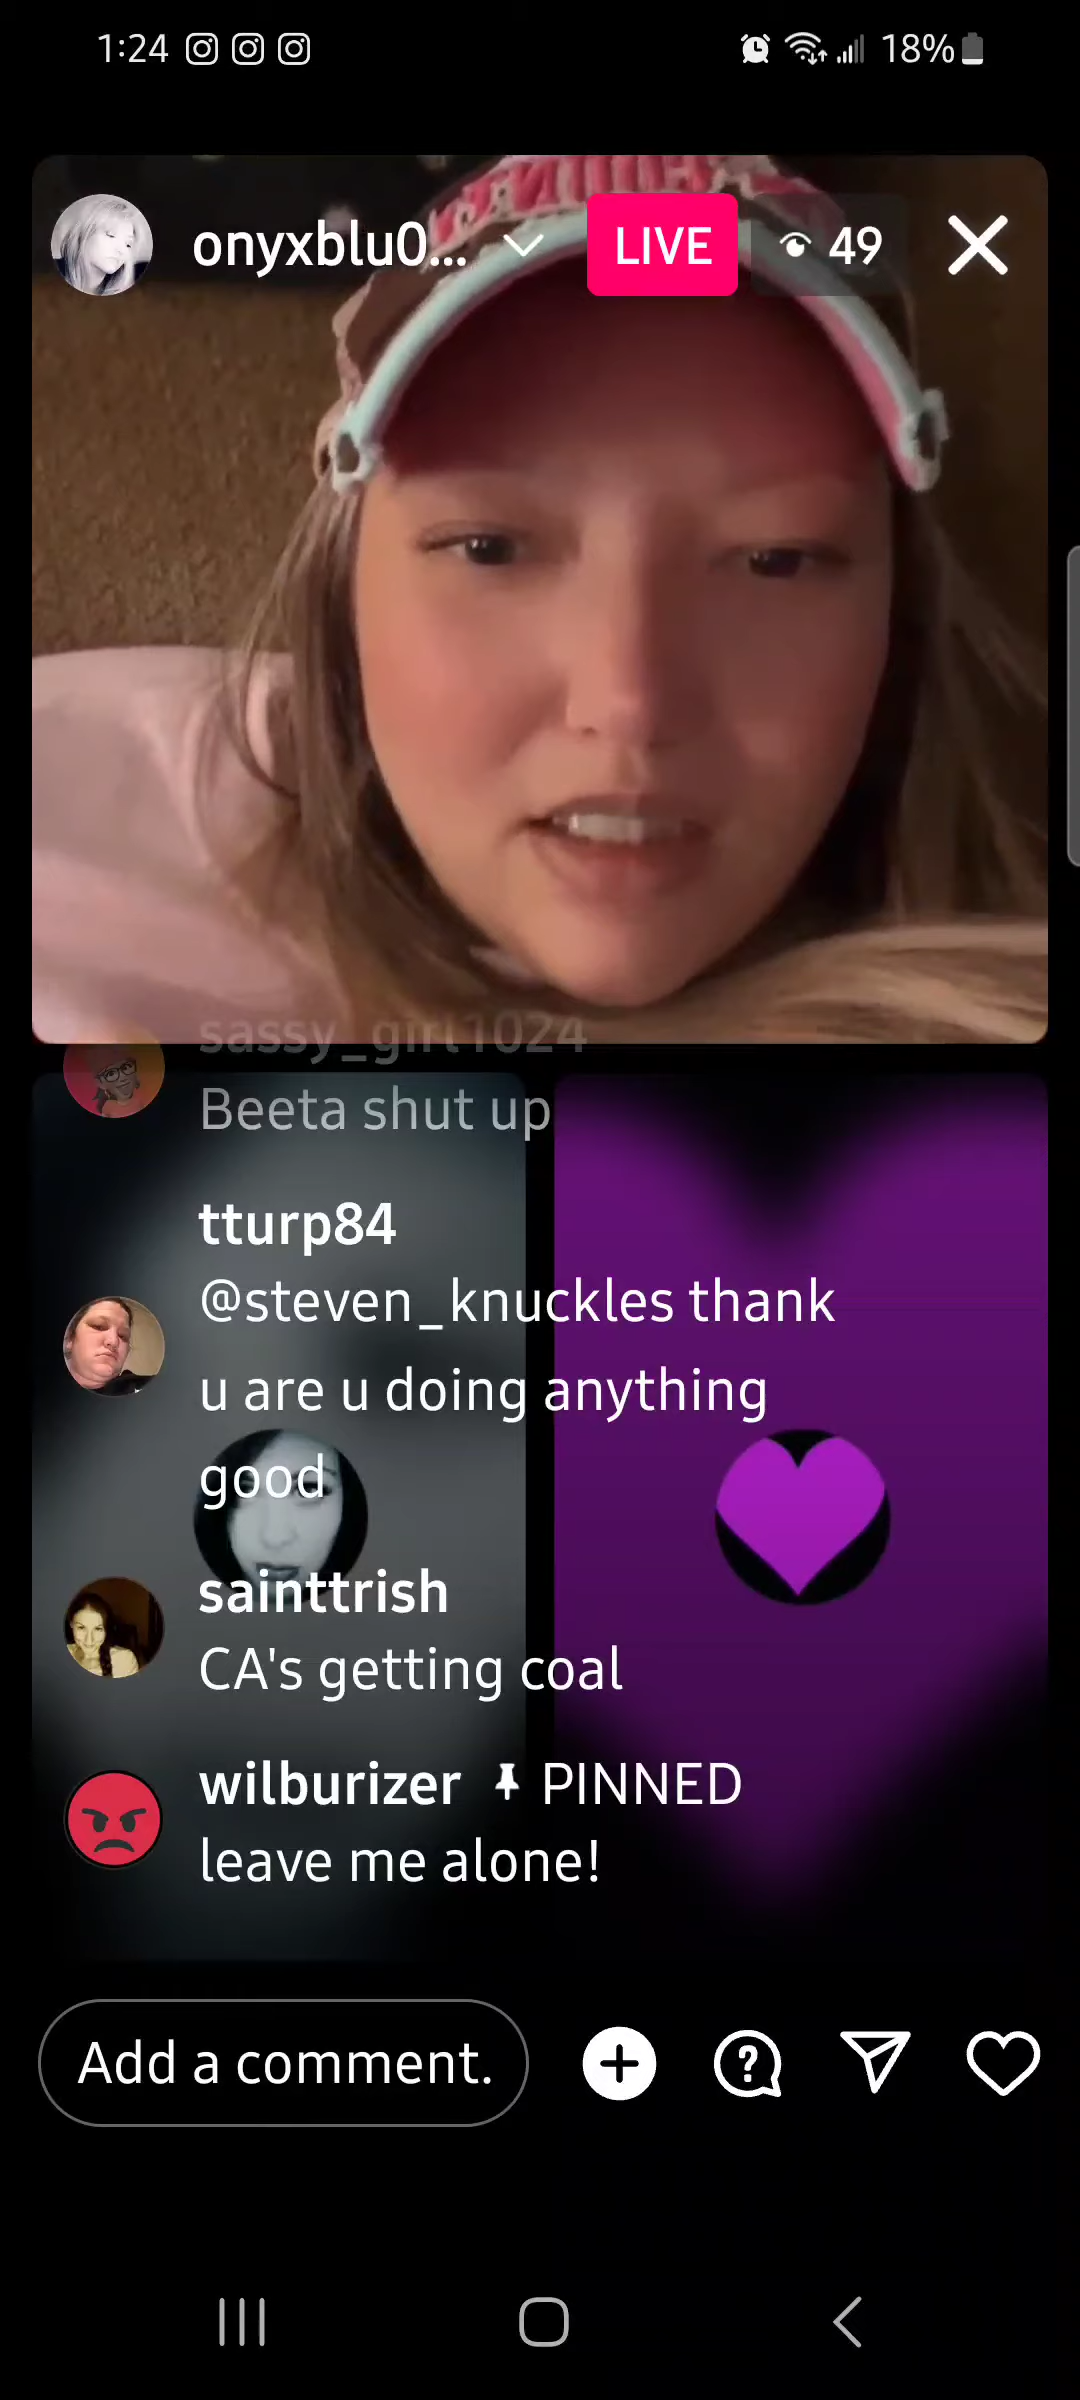 1:24
18%
onyxblu0...
LIVE
49
sassy_girl1024
Beeta shut up
tturp84
@steven_knuckles thank
u are u doing anything
good
sainttrish
CA's getting coal
wilburizer PINNED
leave me alone!
Add a comment.